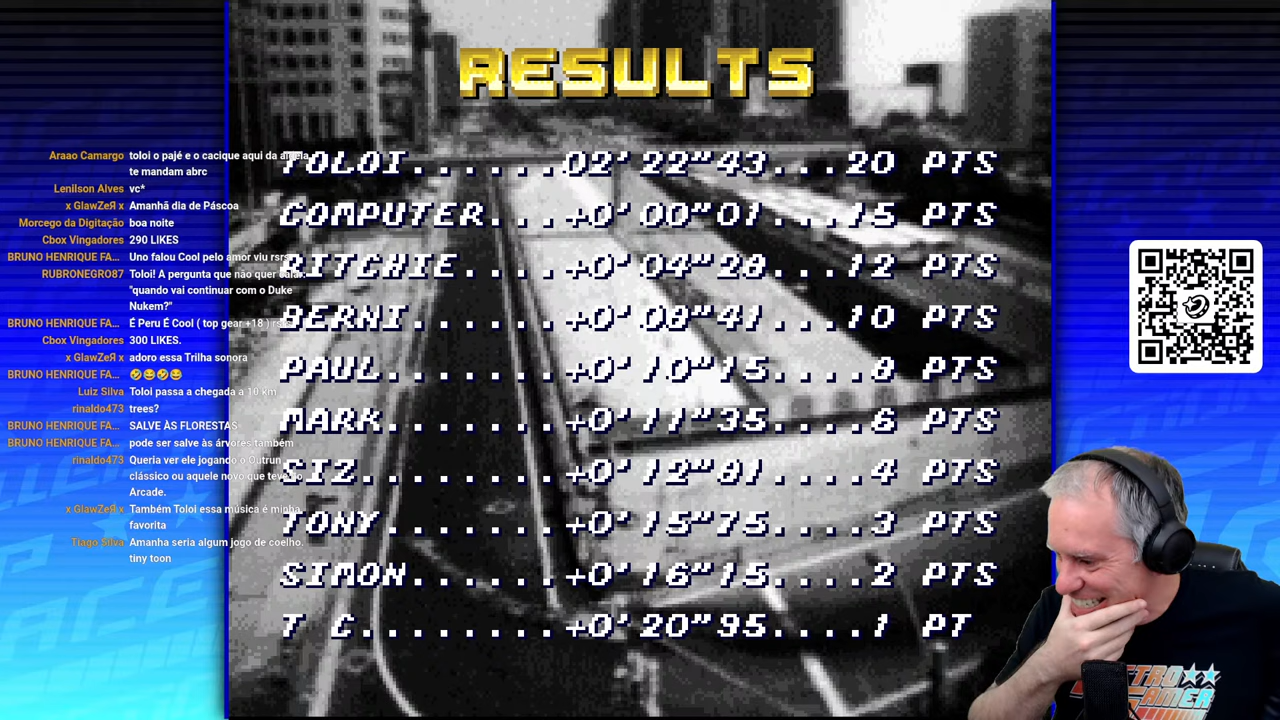 RESULTS
TOLOI......02'22"43...20 PTS
COMPUTER...+0'00"01...15 PTS
RITCHIE....+0'04"28...12 PTS
BERNI......+0'08"41...10 PTS
PAUL.......+0'10"15....8 PTS
MARK.......+0'11"35....6 PTS
SIZ........+0'12"81....4 PTS
TONY.......+0'15"75....3 PTS
SIMON......+0'16"15....2 PTS
T C........+0'20"95....1 PT
Araao Camargo toloi o pajé e o cacique aqui da aldeia
te mandam abrc
Lenilson Alves vc*
x GlawZeЯ x Amanhã dia de Páscoa
Morcego da Digitação boa noite
Cbox Vingadores 290 LIKES
BRUNO HENRIQUE FA... Uno falou Cool pelo amor viu rsrs
RUBRONEGRO87 Toloi! A pergunta que não quer calar:
"quando vai continuar com o Duke
Nukem?"
BRUNO HENRIQUE FA... É Peru É Cool ( top gear +18 )
Cbox Vingadores 300 LIKES.
x GlawZeЯ x adoro essa Trilha sonora
BRUNO HENRIQUE FA... 🤣😂🤣😂
Luiz Silva Toloi passa a chegada a 10 km
rinaldo473 trees?
BRUNO HENRIQUE FA... SALVE ÀS FLORESTAS
BRUNO HENRIQUE FA... pode ser salve às árvores também
rinaldo473 Queria ver ele jogando o Outrun
clássico ou aquele novo que teve no
Arcade.
x GlawZeЯ x Também Toloi essa música é minha
favorita
Tiago Silva Amanha seria algum jogo de coelho.
tiny toon
RETRO
GAMER